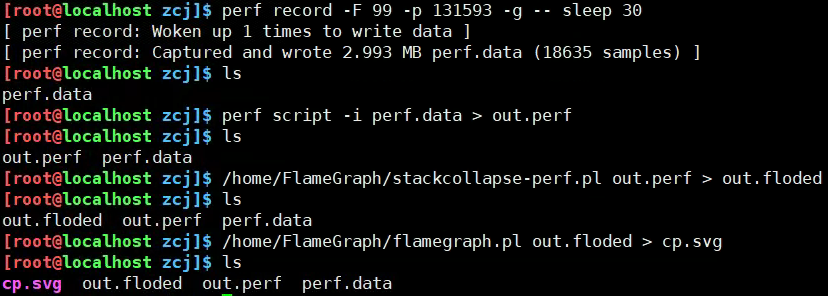 [root@localhost zcj]$ perf record -F 99 -p 131593 -g -- sleep 30
[ perf record: Woken up 1 times to write data ]
[ perf record: Captured and wrote 2.993 MB perf.data (18635 samples) ]
[root@localhost zcj]$ ls
perf.data
[root@localhost zcj]$ perf script -i perf.data > out.perf
[root@localhost zcj]$ ls
out.perf  perf.data
[root@localhost zcj]$ /home/FlameGraph/stackcollapse-perf.pl out.perf > out.floded
[root@localhost zcj]$ ls
out.floded  out.perf  perf.data
[root@localhost zcj]$ /home/FlameGraph/flamegraph.pl out.floded > cp.svg
[root@localhost zcj]$ ls
cp.svg  out.floded  out.perf  perf.data